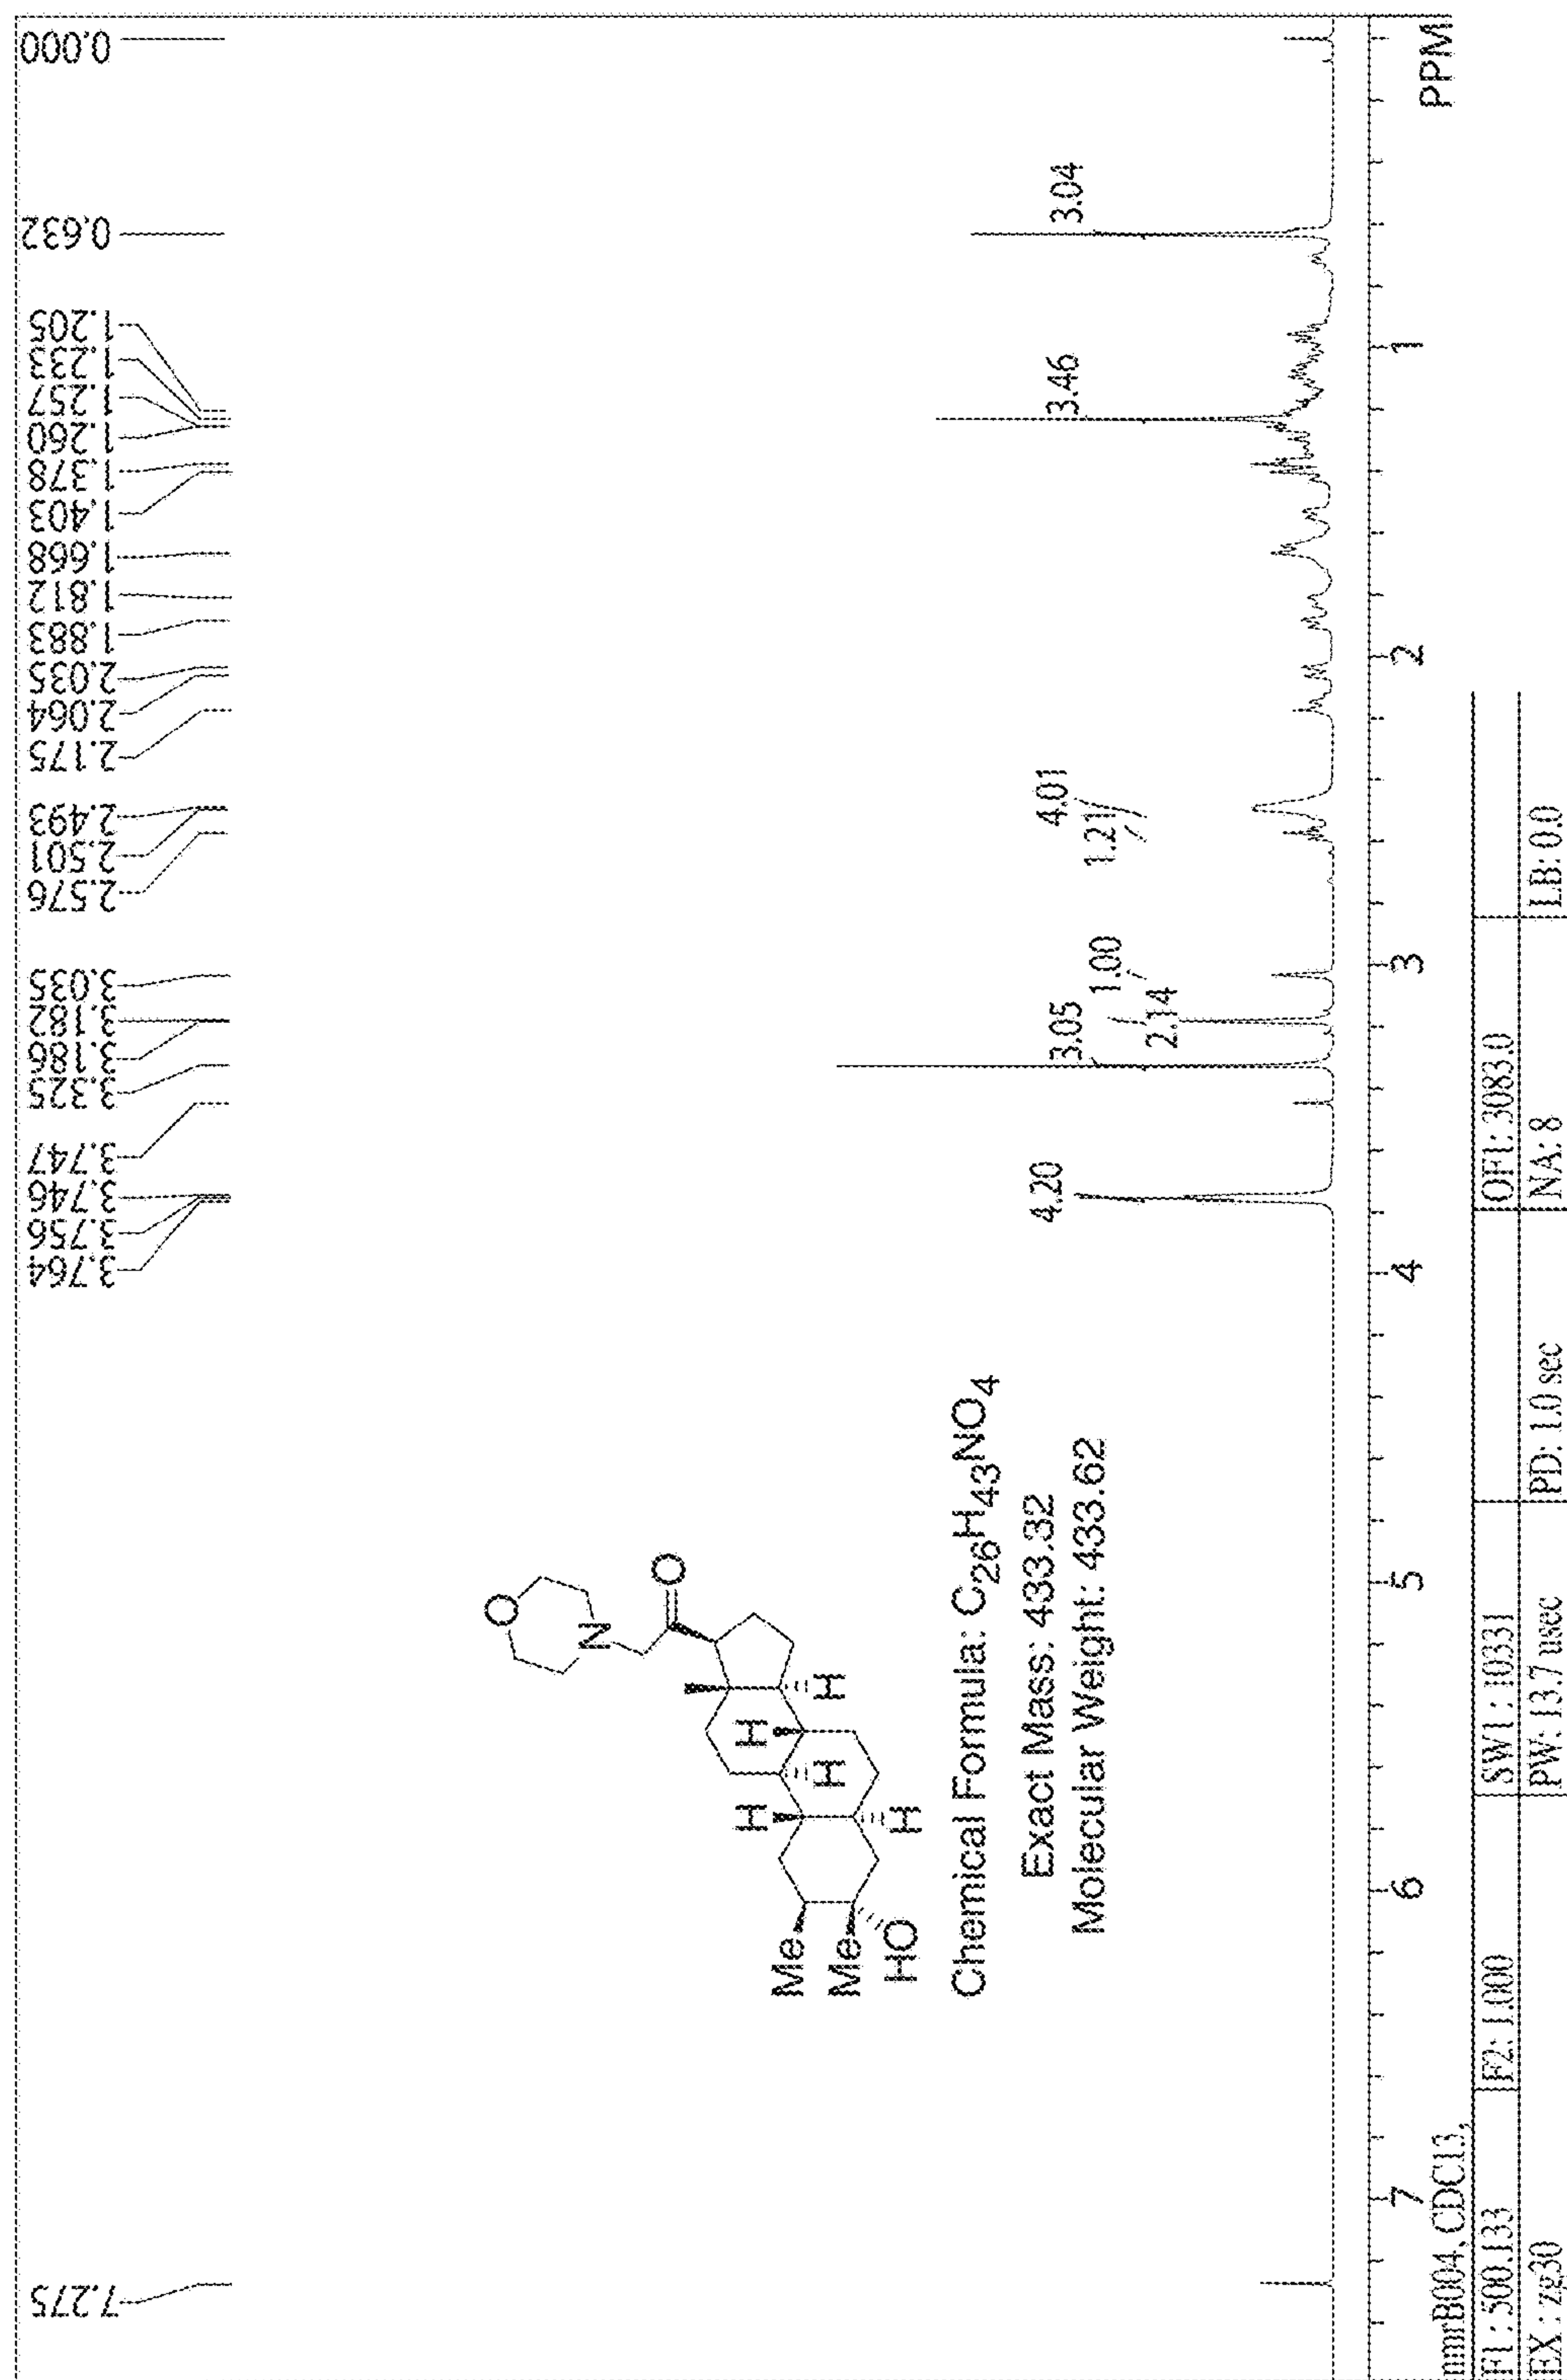 7.275
3.764
3.756
3.746
3.747
3.325
3.186
3.182
3.035
2.576
2.501
2.493
2.175
2.064
2.035
1.883
1.812
1.668
1.403
1.378
1.260
1.257
1.233
1.205
0.632
0.000
O
N
O
H
H
Me
H
H
Me
HO
H
Chemical Formula: C26H43NO4
Exact Mass: 433.32
Molecular Weight: 433.62
4.20
3.05
2.14
1.00
1.21
4.01
3.46
3.04
7 6 5 4 3 2 1
PPM
nmrB004, CDCl3,
F1: 500.133 F2: 1.000 SW1: 10331 OF1: 3083.0
EX: zg30 PW: 13.7 usec PD: 1.0 sec NA: 8 LB: 0.0